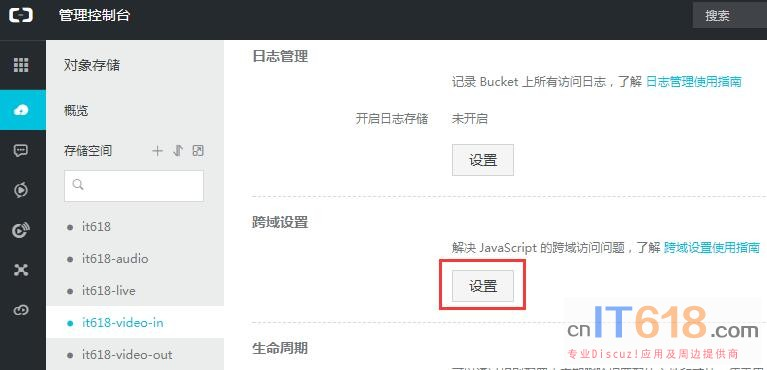 管理控制台
搜索
对象存储
概览
存储空间
it618
it618-audio
it618-live
it618-video-in
it618-video-out
日志管理
记录 Bucket 上所有访问日志，了解 日志管理使用指南
开启日志存储 未开启
设置
跨域设置
解决 JavaScript 的跨域访问问题，了解 跨域设置使用指南
设置
生命周期
cnIT618.com
专业Discuz!应用及周边提供商